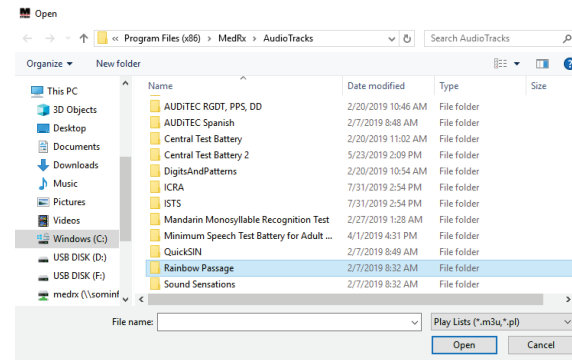 Open
« Program Files (x86) > MedRx > AudioTracks
Search AudioTracks
Organize
New folder
Name Date modified Type Size
This PC
3D Objects
Desktop
Documents
Downloads
Music
Pictures
Videos
Windows (C:)
USB DISK (D:)
USB DISK (F:)
medrx (\\sominf
AUDiTEC RGDT, PPS, DD 2/20/2019 10:46 AM File folder
AUDiTEC Spanish 2/7/2019 8:48 AM File folder
Central Test Battery 2/20/2019 11:02 AM File folder
Central Test Battery 2 5/23/2019 2:09 PM File folder
DigitsAndPatterns 2/20/2019 10:54 AM File folder
ICRA 7/31/2019 2:54 PM File folder
ISTS 7/31/2019 2:54 PM File folder
Mandarin Monosyllable Recognition Test 2/27/2019 1:28 AM File folder
Minimum Speech Test Battery for Adult ... 4/1/2019 4:31 PM File folder
QuickSIN 2/7/2019 8:49 AM File folder
Rainbow Passage 2/7/2019 8:32 AM File folder
Sound Sensations 2/7/2019 8:32 AM File folder
File name:
Play Lists (*.m3u,*.pl)
Open
Cancel